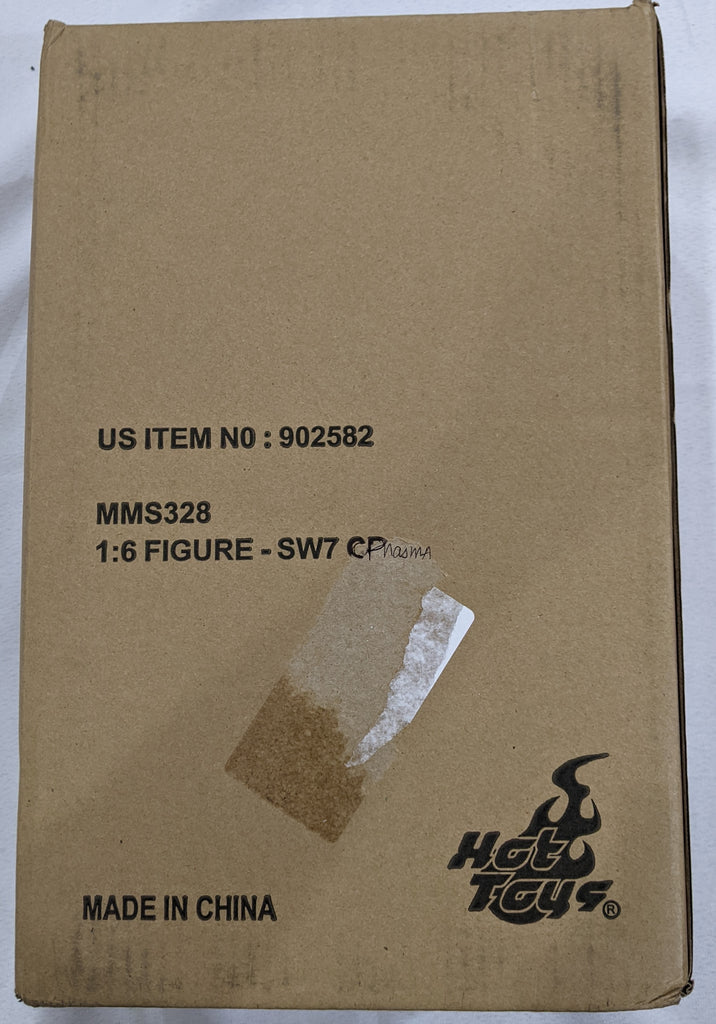 US ITEM N0 : 902582
MMS328
1:6 FIGURE - SW7 CPhasma
Hot
Toys®
MADE IN CHINA